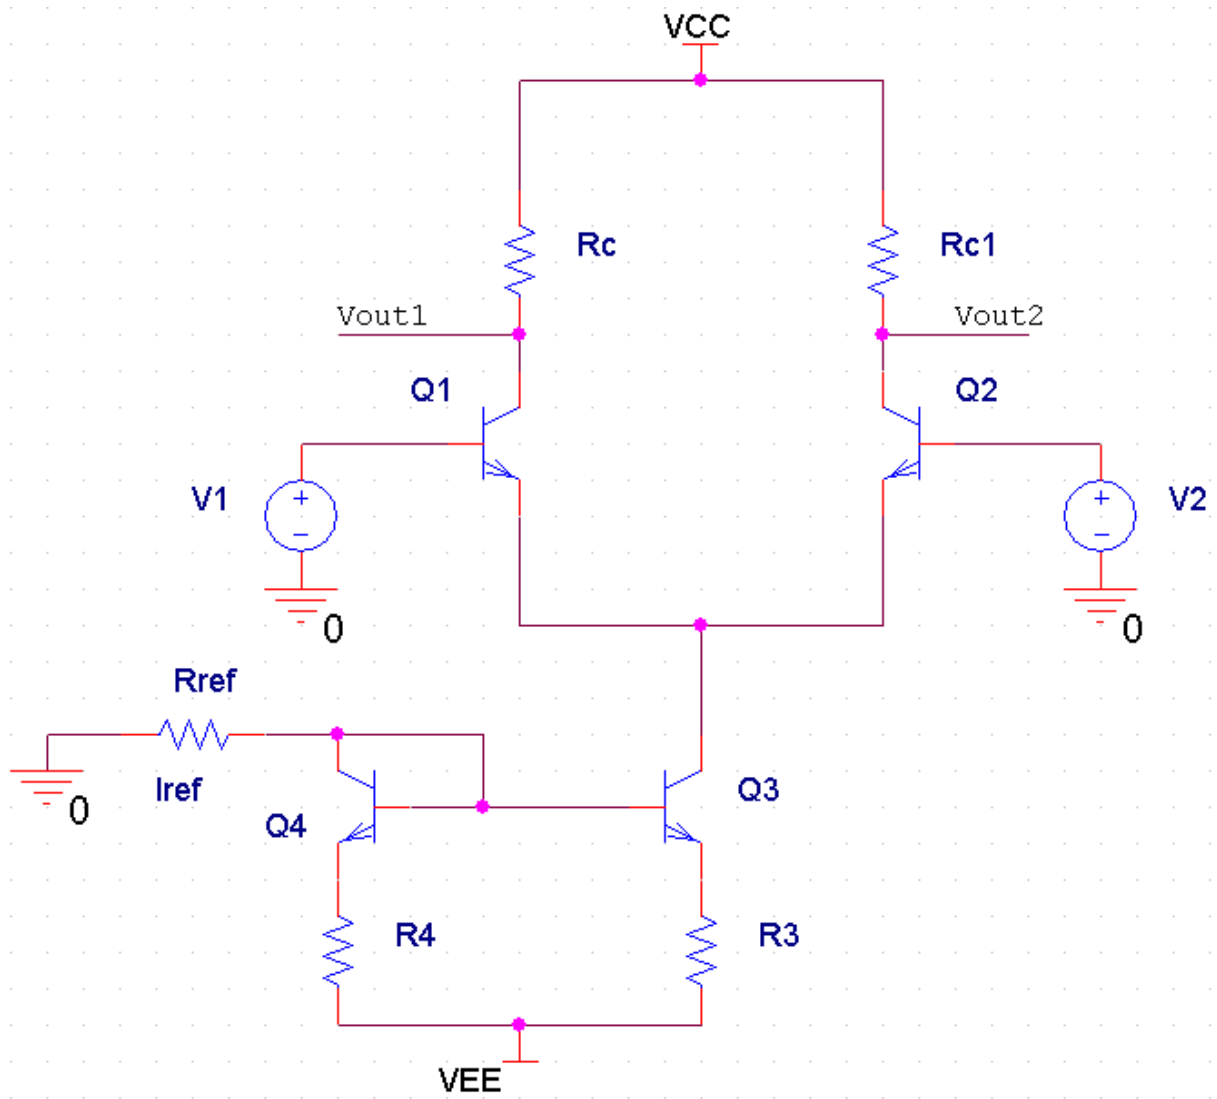 VCC
Rc
Rc1
Vout1
Vout2
Q1
Q2
V1
+
−
+
−
V2
0
0
Rref
Iref
0
Q4
Q3
R4
R3
VEE